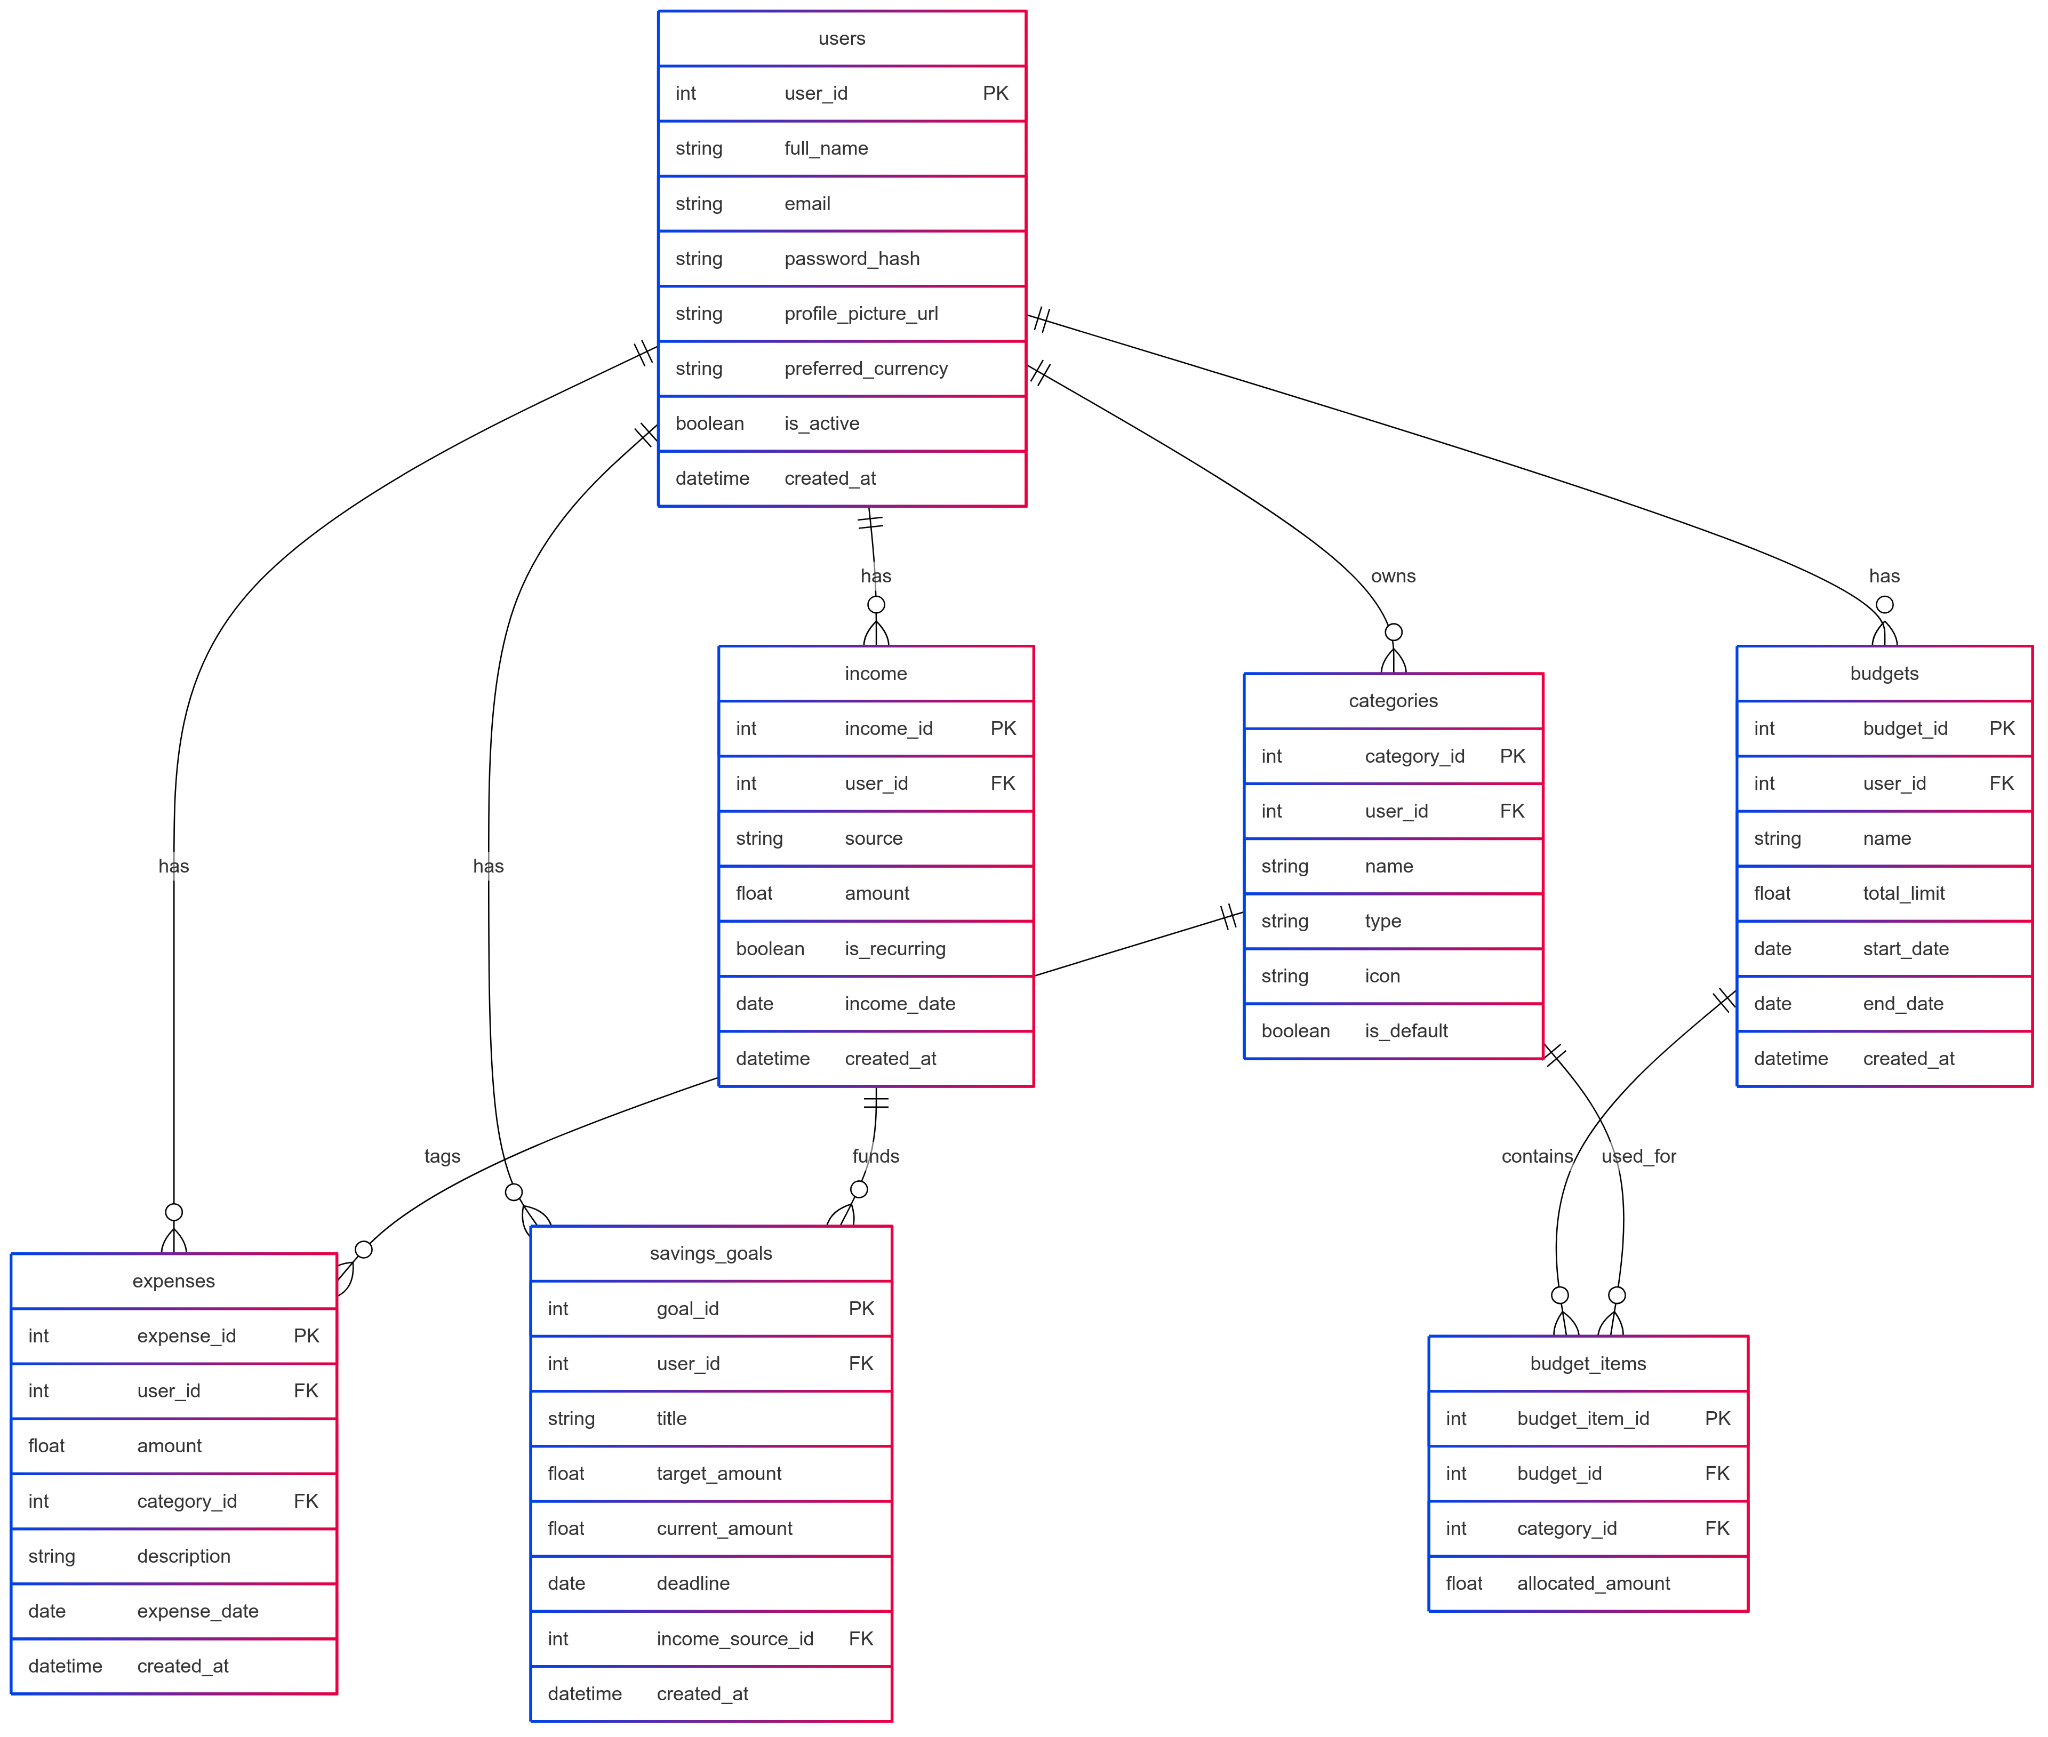 users
int user_id PK
string full_name
string email
string password_hash
string profile_picture_url
string preferred_currency
boolean is_active
datetime created_at
has
owns
has
income
int income_id PK
int user_id FK
string source
float amount
boolean is_recurring
date income_date
datetime created_at
categories
int category_id PK
int user_id FK
string name
string type
string icon
boolean is_default
budgets
int budget_id PK
int user_id FK
string name
float total_limit
date start_date
date end_date
datetime created_at
has
has
tags
funds
contains
used_for
expenses
int expense_id PK
int user_id FK
float amount
int category_id FK
string description
date expense_date
datetime created_at
savings_goals
int goal_id PK
int user_id FK
string title
float target_amount
float current_amount
date deadline
int income_source_id FK
datetime created_at
budget_items
int budget_item_id PK
int budget_id FK
int category_id FK
float allocated_amount